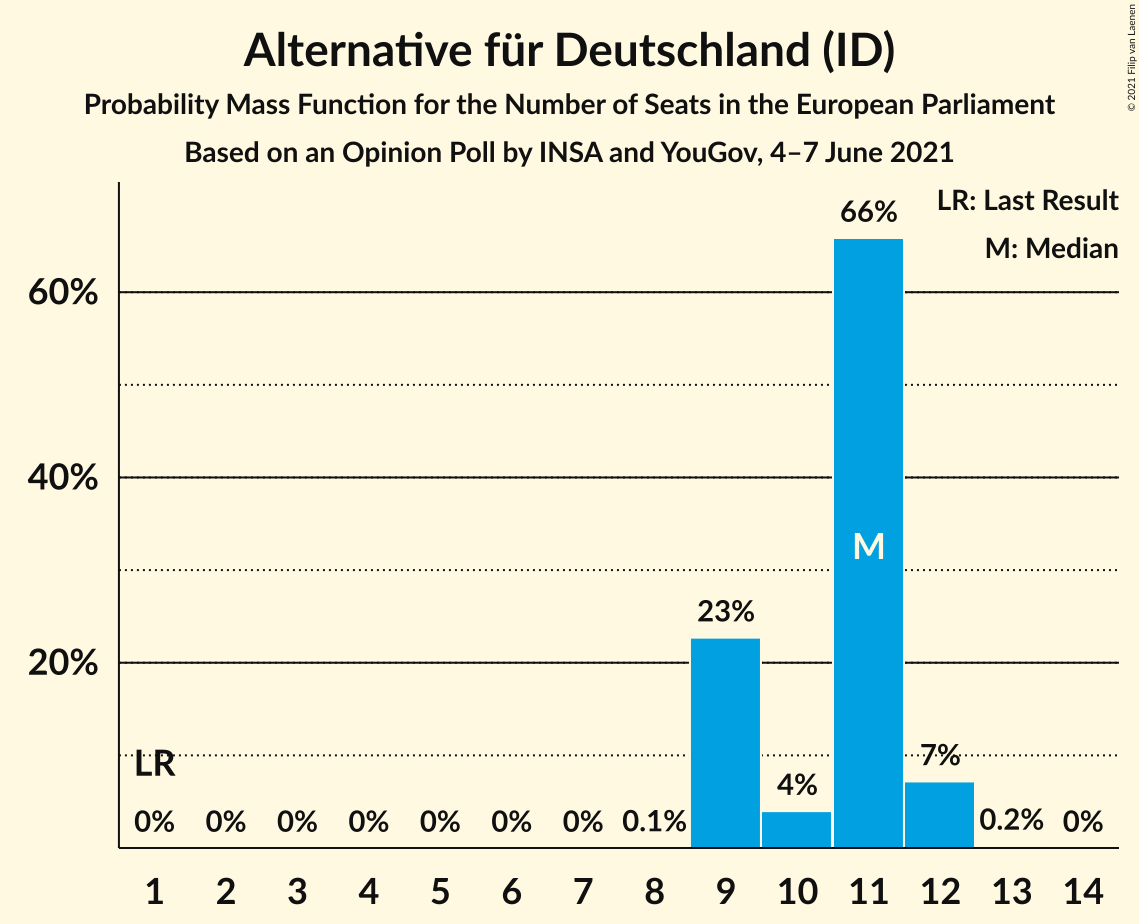 Alternative für Deutschland (ID)
Probability Mass Function for the Number of Seats in the European Parliament
Based on an Opinion Poll by INSA and YouGov, 4–7 June 2021
© 2021 Filip van Laenen
LR: Last Result
M: Median
66%
60%
40%
M
23%
20%
LR
7%
4%
0% 0% 0% 0% 0% 0% 0% 0.1% 0.2% 0%
1 2 3 4 5 6 7 8 9 10 11 12 13 14